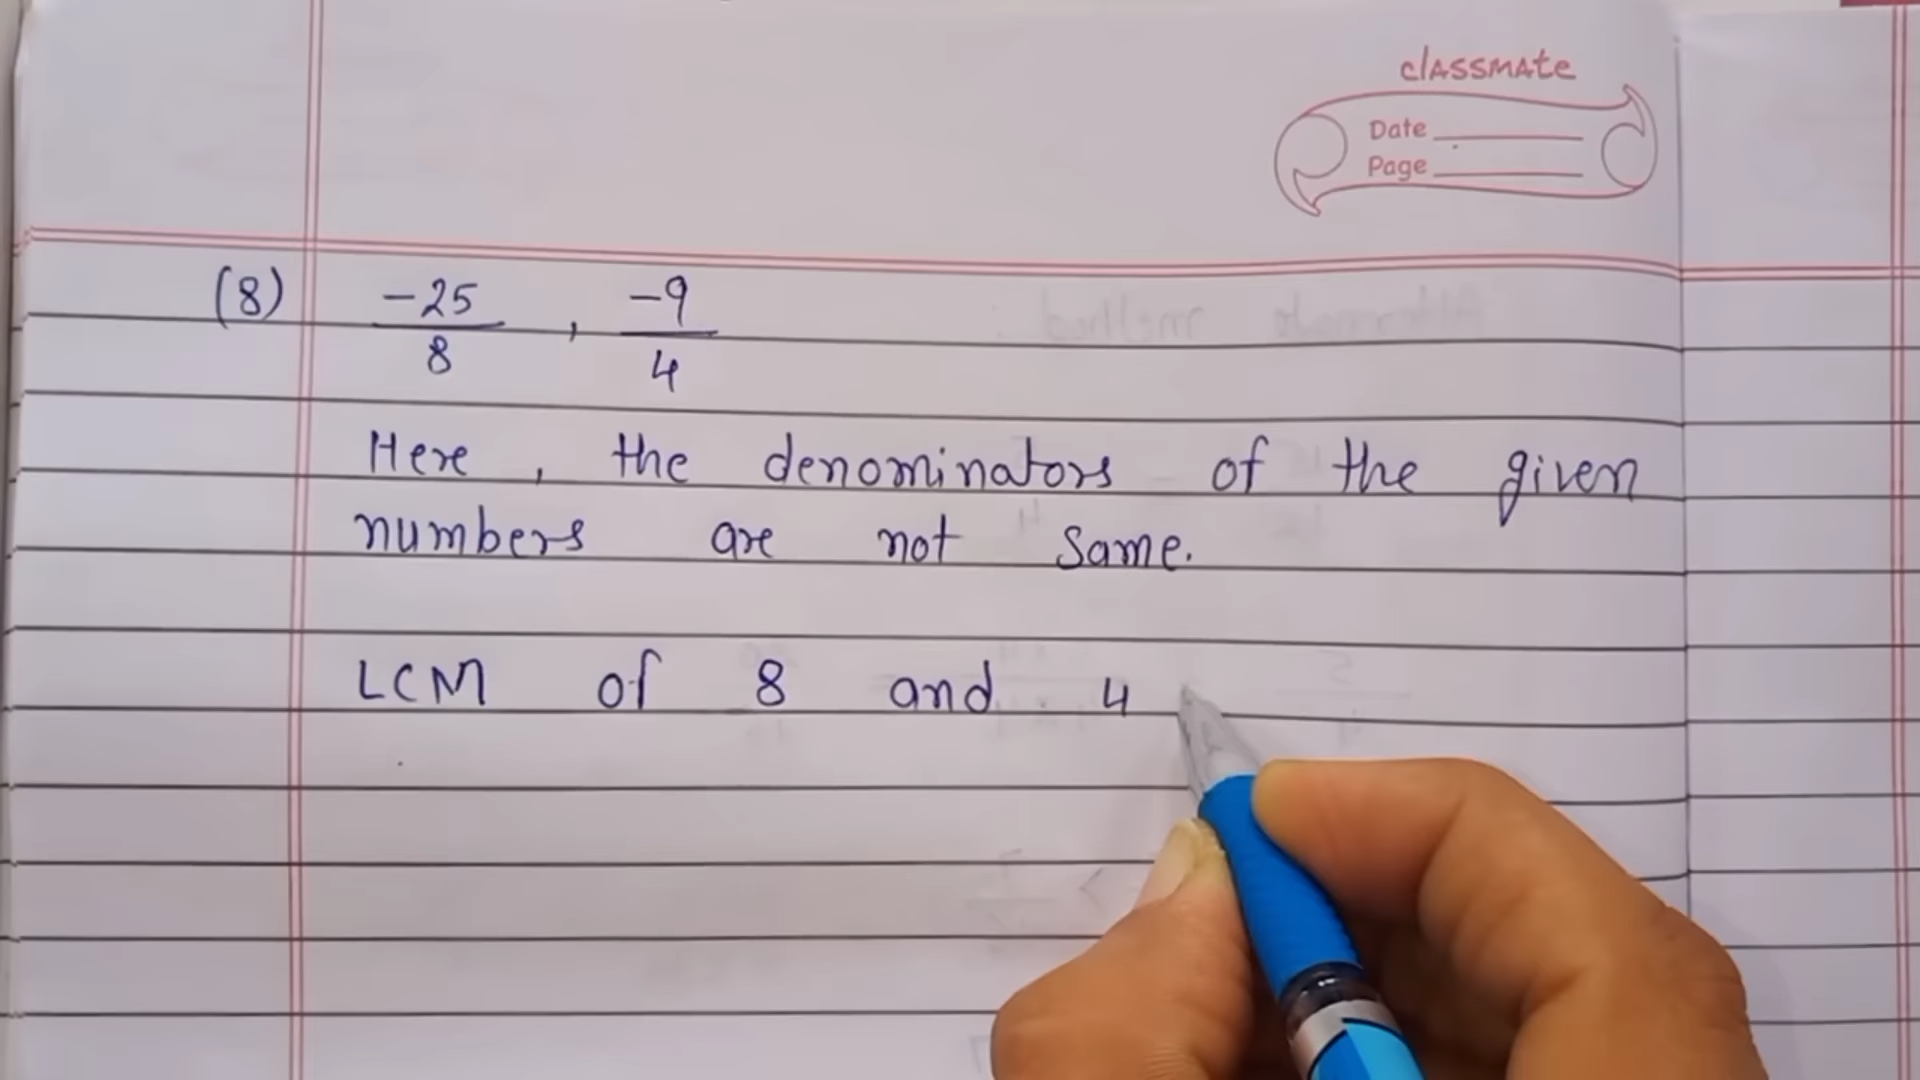 classmate
Date
Page
(8) -25/8 , -9/4
Here , the denominators of the given
numbers are not same.
LCM of 8 and 4